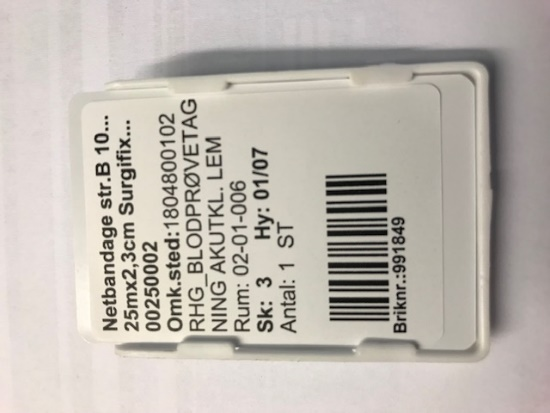 Netbandage str.B 10...
25mx2,3cm Surgifix...
00250002
Omk.sted:1804800102
RHG_BLODPRØVETAG
NING AKUTKL. LEM
Rum: 02-01-006
Sk: 3 Hy: 01/07
Antal: 1 ST
Briknr.:991849